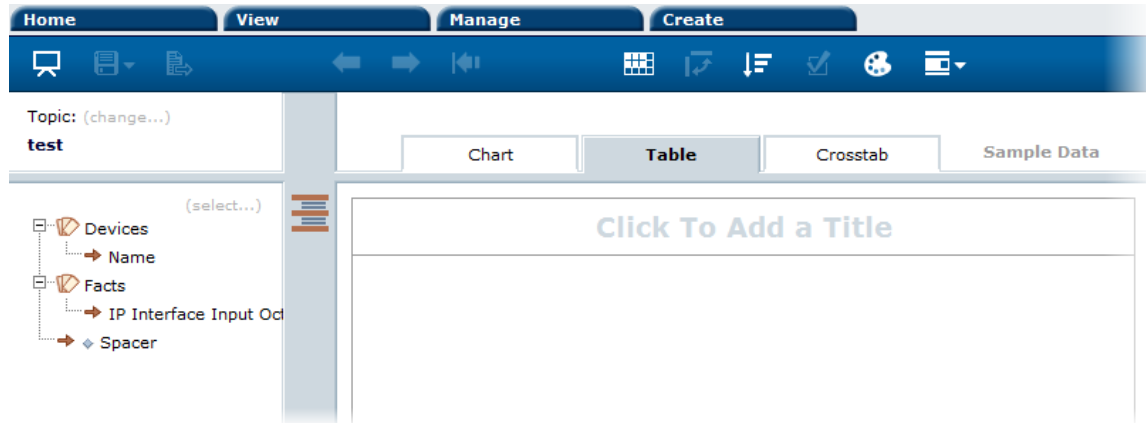 Home View Manage Create
Topic: (change...)
test
Chart Table Crosstab Sample Data
(select...)
Devices
Name
Facts
IP Interface Input Oct
Spacer
Click To Add a Title